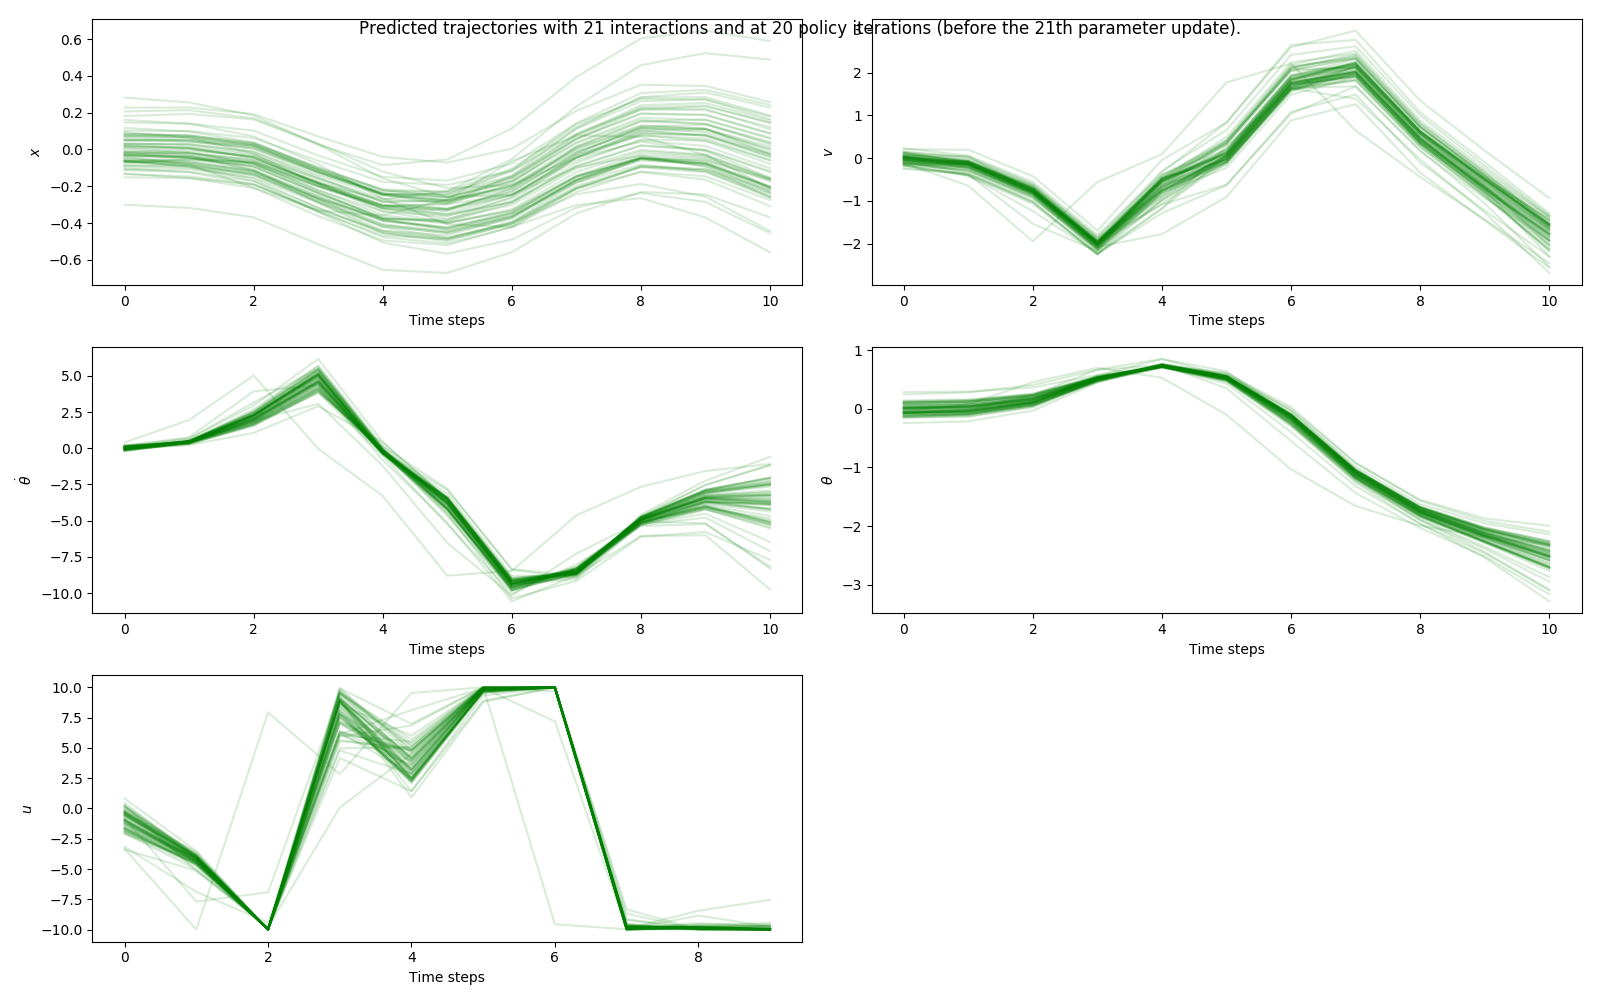 Predicted trajectories with 21 interactions and at 20 policy iterations (before the 21th parameter update).
0.6
0.4
0.2
0.0
−0.2
−0.4
−0.6
x
0 2 4 6 8 10
Time steps
3
2
1
0
−1
−2
v
0 2 4 6 8 10
Time steps
5.0
2.5
0.0
−2.5
−5.0
−7.5
−10.0
θ̇
0 2 4 6 8 10
Time steps
1
0
−1
−2
−3
θ
0 2 4 6 8 10
Time steps
10.0
7.5
5.0
2.5
0.0
−2.5
−5.0
−7.5
−10.0
u
0 2 4 6 8
Time steps